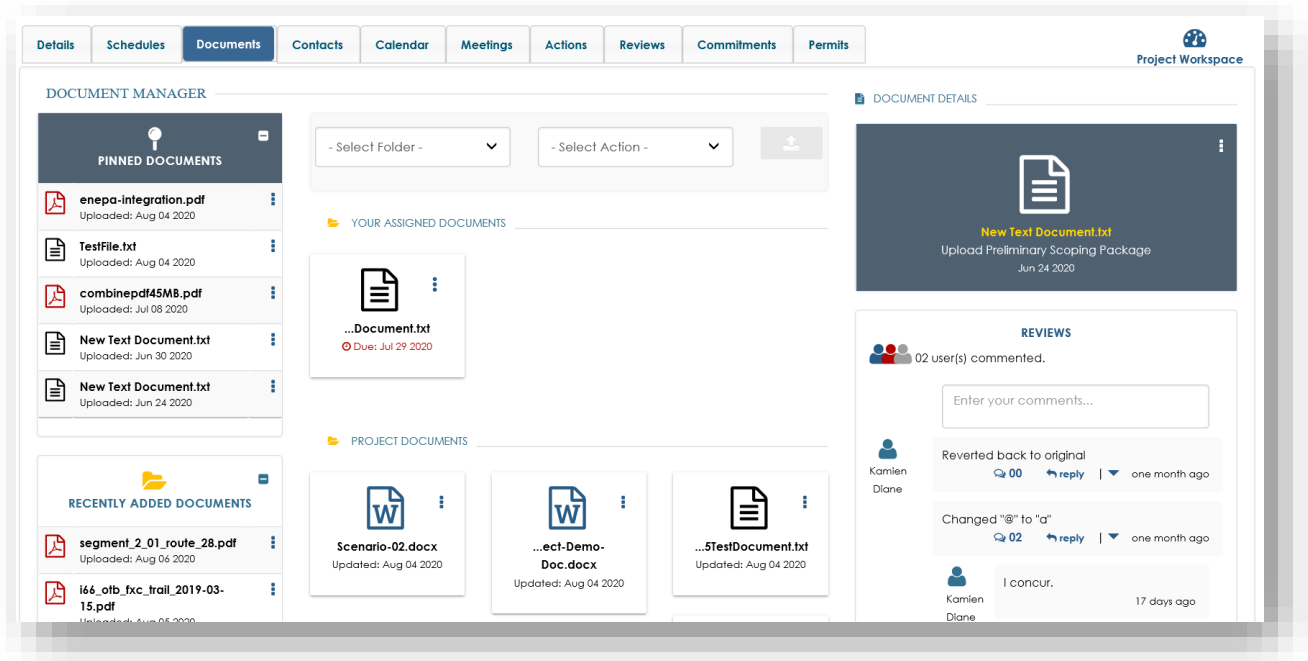 Details Schedules Documents Contacts Calendar Meetings Actions Reviews Commitments Permits
Project Workspace
DOCUMENT MANAGER
PINNED DOCUMENTS
enepa-integration.pdf
Uploaded: Aug 04 2020
TestFile.txt
Uploaded: Aug 04 2020
combinepdf45MB.pdf
Uploaded: Jul 08 2020
New Text Document.txt
Uploaded: Jun 30 2020
New Text Document.txt
Uploaded: Jun 24 2020
RECENTLY ADDED DOCUMENTS
segment_2_01_route_28.pdf
Uploaded: Aug 06 2020
i66_otb_fxc_trail_2019-03-
15.pdf
Uploaded: Aug 05 2020
- Select Folder - - Select Action -
YOUR ASSIGNED DOCUMENTS
...Document.txt
Due: Jul 29 2020
PROJECT DOCUMENTS
Scenario-02.docx
Updated: Aug 04 2020
...ect-Demo-
Doc.docx
Updated: Aug 04 2020
...5TestDocument.txt
Updated: Aug 04 2020
DOCUMENT DETAILS
New Text Document.txt
Upload Preliminary Scoping Package
Jun 24 2020
REVIEWS
02 user(s) commented.
Enter your comments...
Kamien
Diane
Reverted back to original
00 reply | one month ago
Changed "@" to "a"
02 reply | one month ago
Kamien
Diane
I concur.
17 days ago